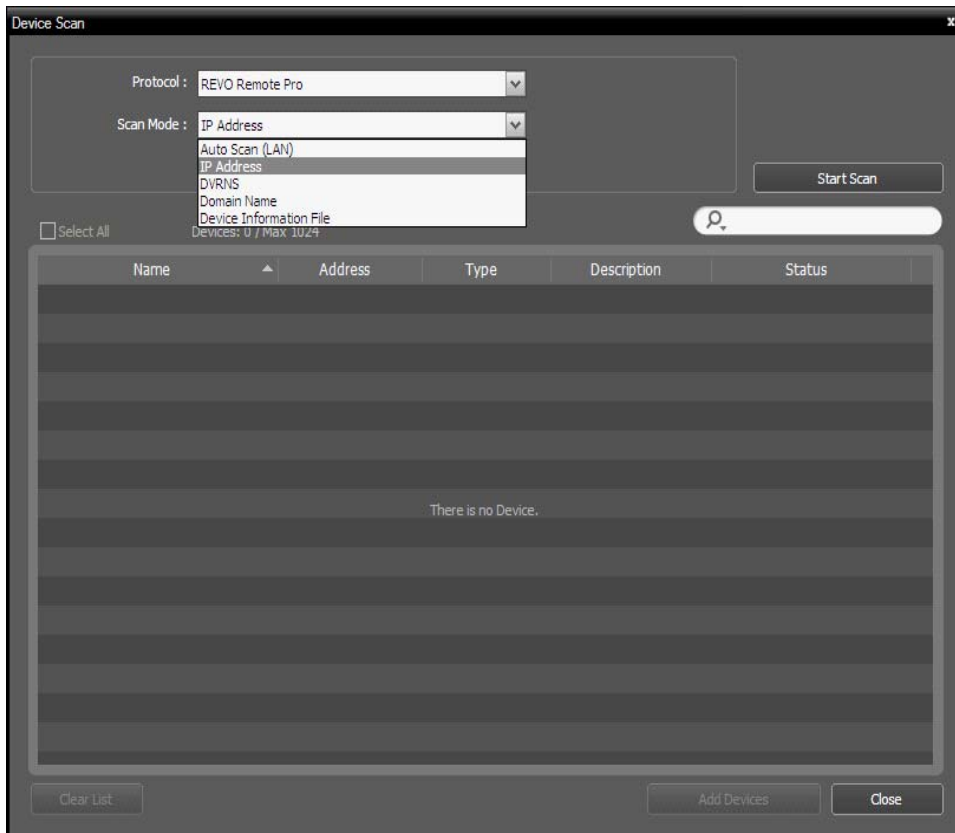 Device Scan x
Protocol : REVO Remote Pro
Scan Mode : IP Address
Auto Scan (LAN)
IP Address
DVRNS
Domain Name
Device Information File
Start Scan
Select All Devices: 0 / Max 1024
Name Address Type Description Status
There is no Device.
Clear List Add Devices Close